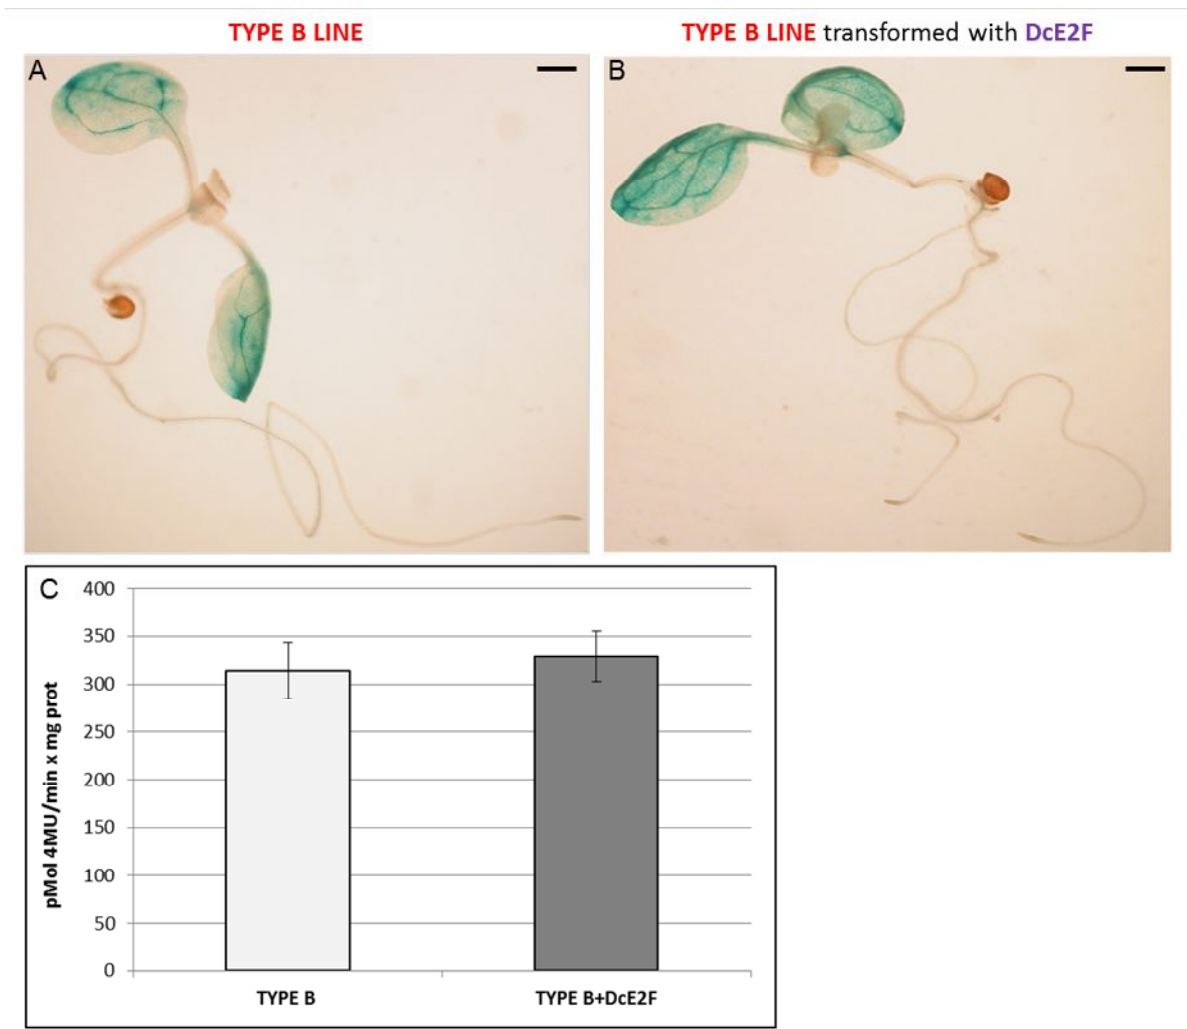 TYPE B LINE
TYPE B LINE transformed with DcE2F
A
B
C
400
350
300
250
200
150
100
50
0
pMol 4MU/min x mg prot
TYPE B
TYPE B+DcE2F